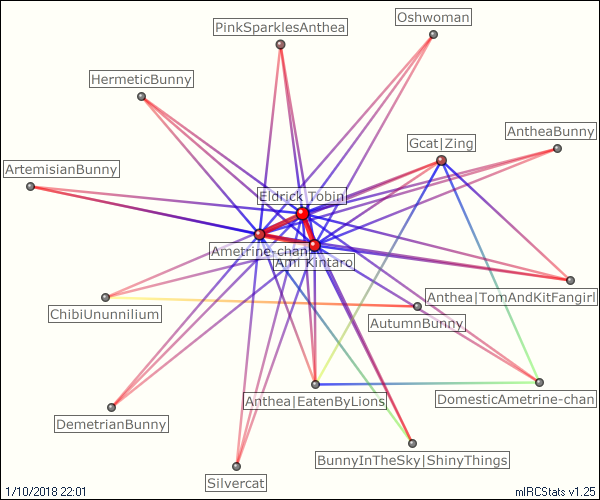 Oshwoman
PinkSparklesAnthea
HermeticBunny
AntheaBunny
Gcat|Zing
ArtemisianBunny
Eldrick_Tobin
Ametrine-chan
Ami_Kintaro
Anthea|TomAndKitFangirl
ChibiUnunnilium
AutumnBunny
Anthea|EatenByLions
DomesticAmetrine-chan
DemetrianBunny
BunnyInTheSky|ShinyThings
Silvercat
1/10/2018 22:01
mIRCStats v1.25